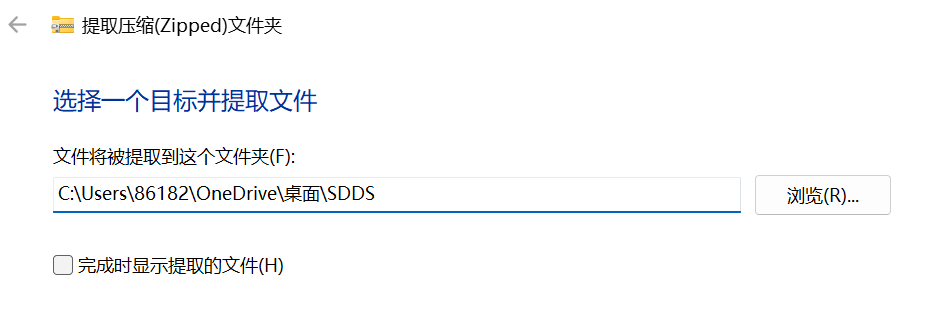 提取压缩(Zipped)文件夹
选择一个目标并提取文件
文件将被提取到这个文件夹(F):
C:\Users\86182\OneDrive\桌面\SDDS
浏览(R)...
完成时显示提取的文件(H)